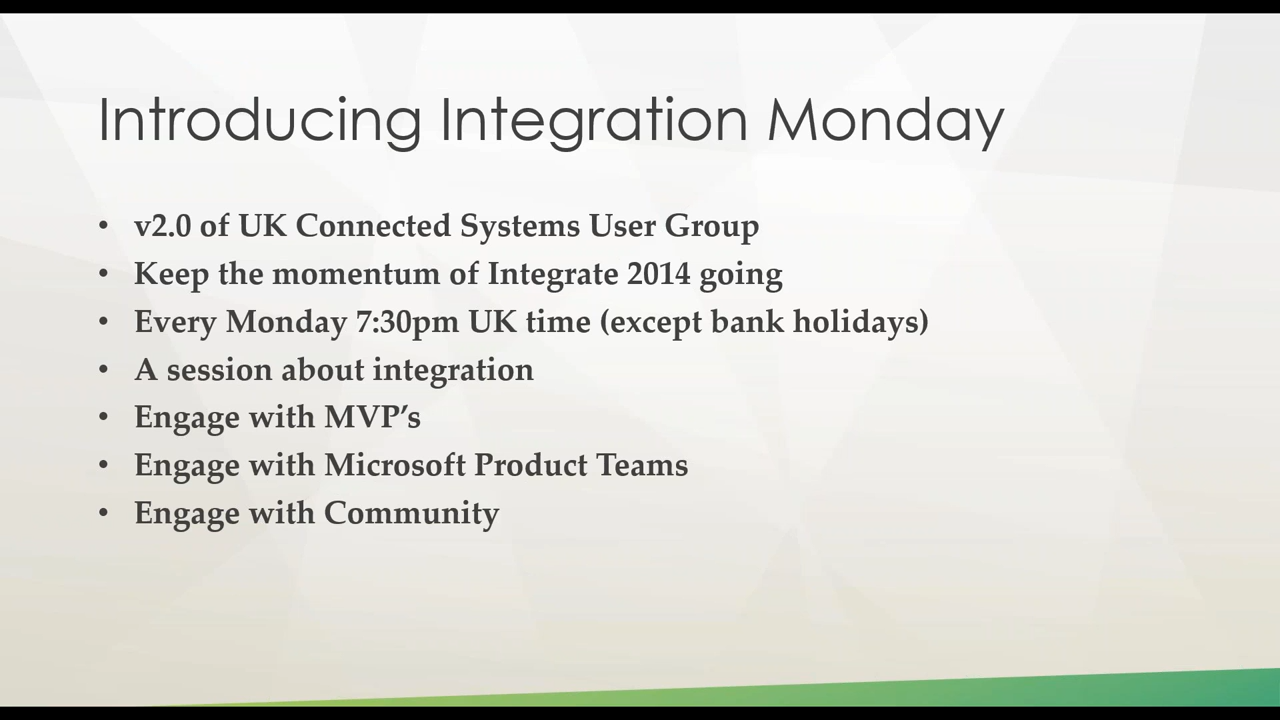 Introducing Integration Monday
• v2.0 of UK Connected Systems User Group
• Keep the momentum of Integrate 2014 going
• Every Monday 7:30pm UK time (except bank holidays)
• A session about integration
• Engage with MVP’s
• Engage with Microsoft Product Teams
• Engage with Community